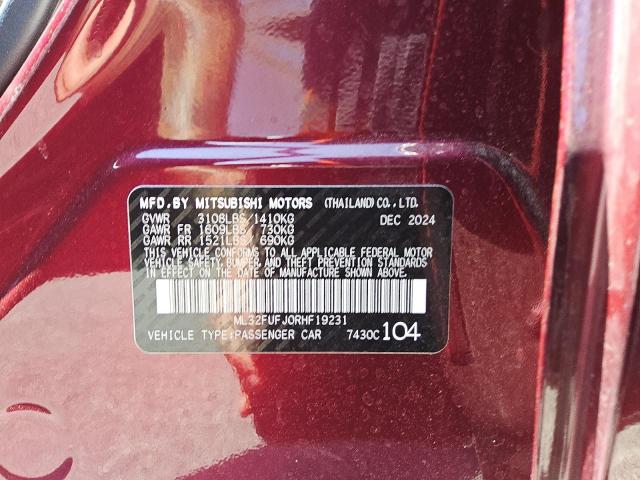 MFD.BY MITSUBISHI MOTORS (THAILAND)CO.,LTD.
GVWR 3108LBS/1410KG DEC 2024
GAWR FR 1609LBS/ 730KG
GAWR RR 1521LBS/ 690KG
THIS VEHICLE CONFORMS TO ALL APPLICABLE FEDERAL MOTOR
VEHICLE SAFETY,BUMPER,AND THEFT PREVENTION STANDARDS
IN EFFECT ON THE DATE OF MANUFACTURE SHOWN ABOVE.
ML32FUFJ0RHF19231
VEHICLE TYPE:PASSENGER CAR 7430C 104